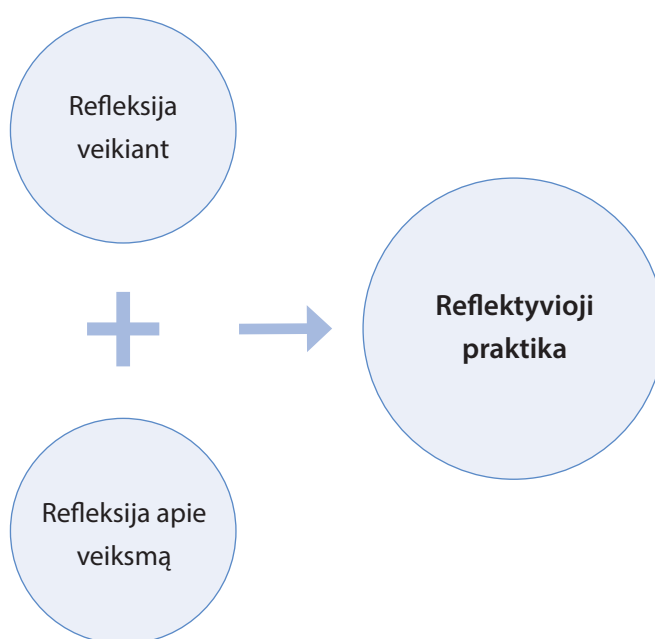 Refleksija
veikiant
Reflektyvioji
praktika
Refleksija apie
veiksmą